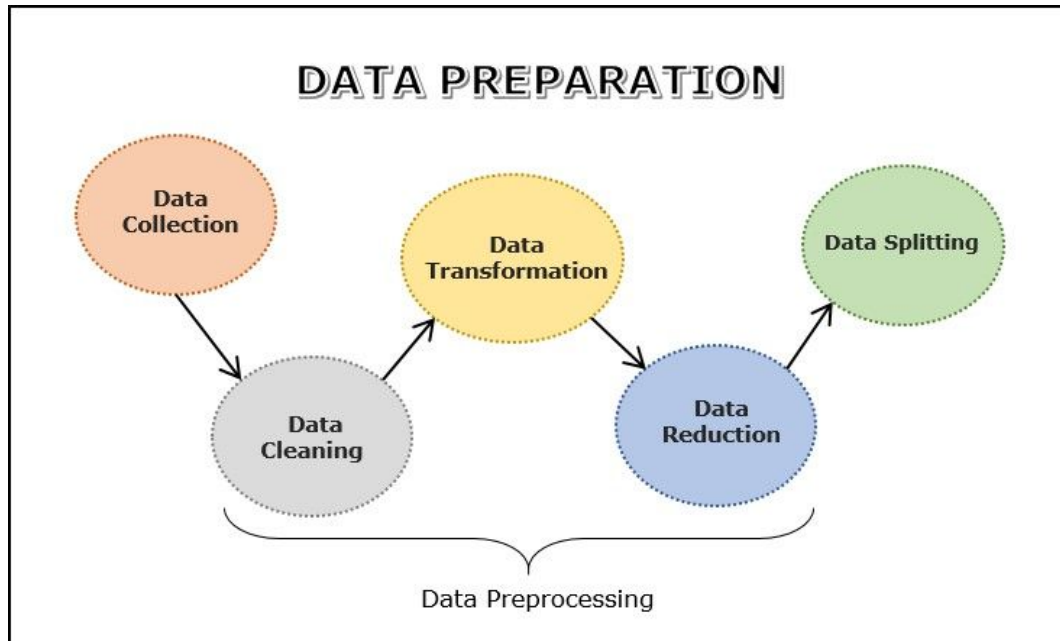 DATA PREPARATION
Data
Collection
Data
Cleaning
Data
Transformation
Data
Reduction
Data Splitting
Data Preprocessing